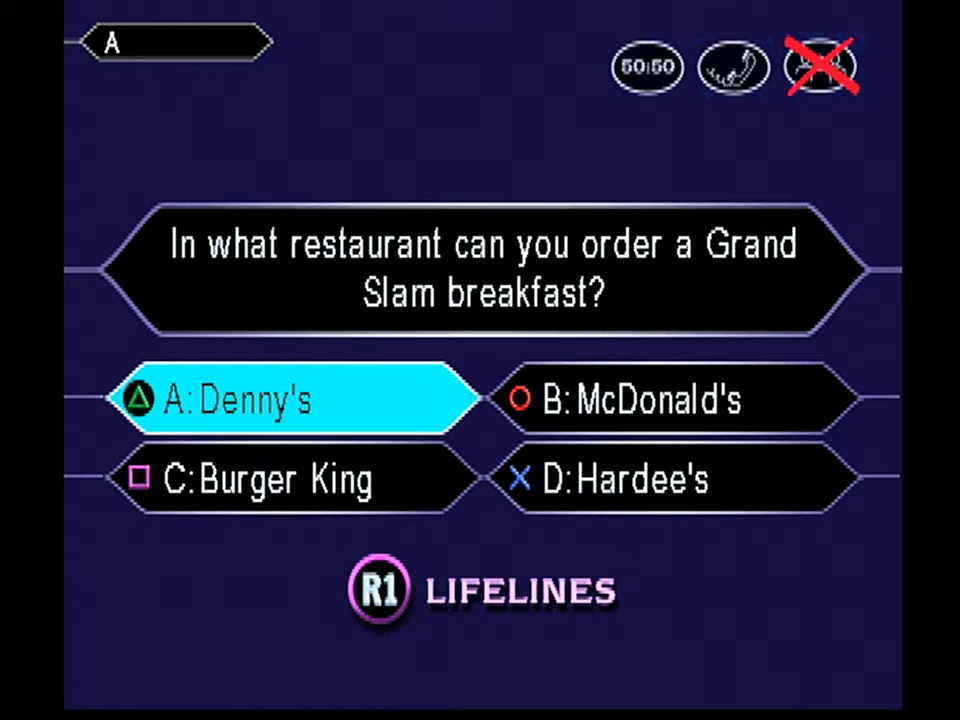 A
50:50
In what restaurant can you order a Grand
Slam breakfast?
A: Denny's
B: McDonald's
C: Burger King
D: Hardee's
R1 LIFELINES